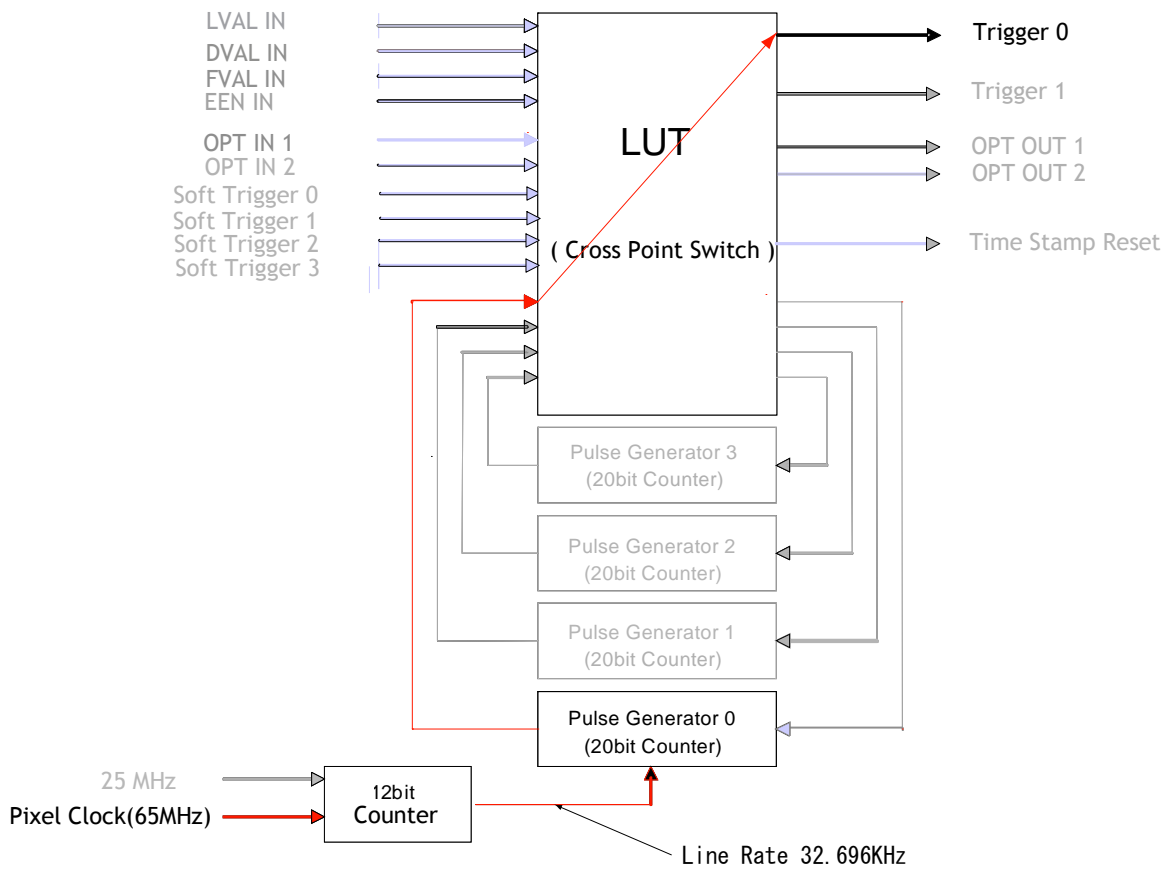 LVAL IN
DVAL IN
FVAL IN
EEN IN
OPT IN 1
OPT IN 2
Soft Trigger 0
Soft Trigger 1
Soft Trigger 2
Soft Trigger 3
LUT
( Cross Point Switch )
Trigger 0
Trigger 1
OPT OUT 1
OPT OUT 2
Time Stamp Reset
Pulse Generator 3
(20bit Counter)
Pulse Generator 2
(20bit Counter)
Pulse Generator 1
(20bit Counter)
Pulse Generator 0
(20bit Counter)
25 MHz
Pixel Clock(65MHz)
12bit
Counter
Line Rate 32.696KHz